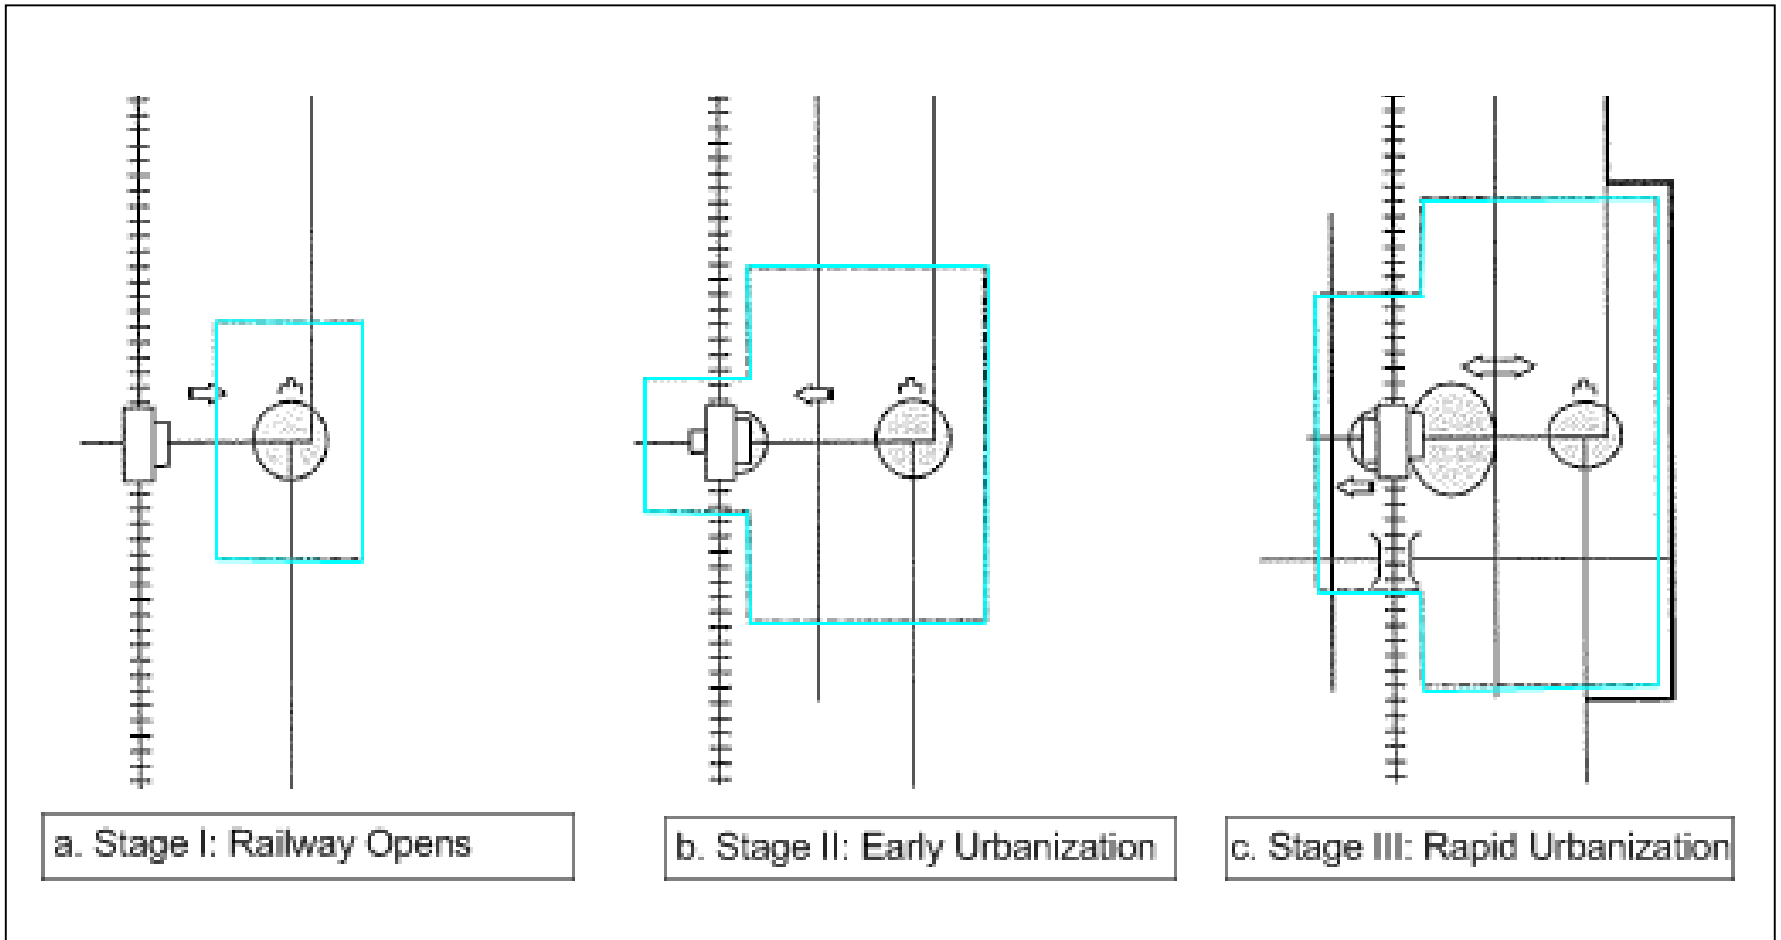 a. Stage I: Railway Opens
b. Stage II: Early Urbanization
c. Stage III: Rapid Urbanization